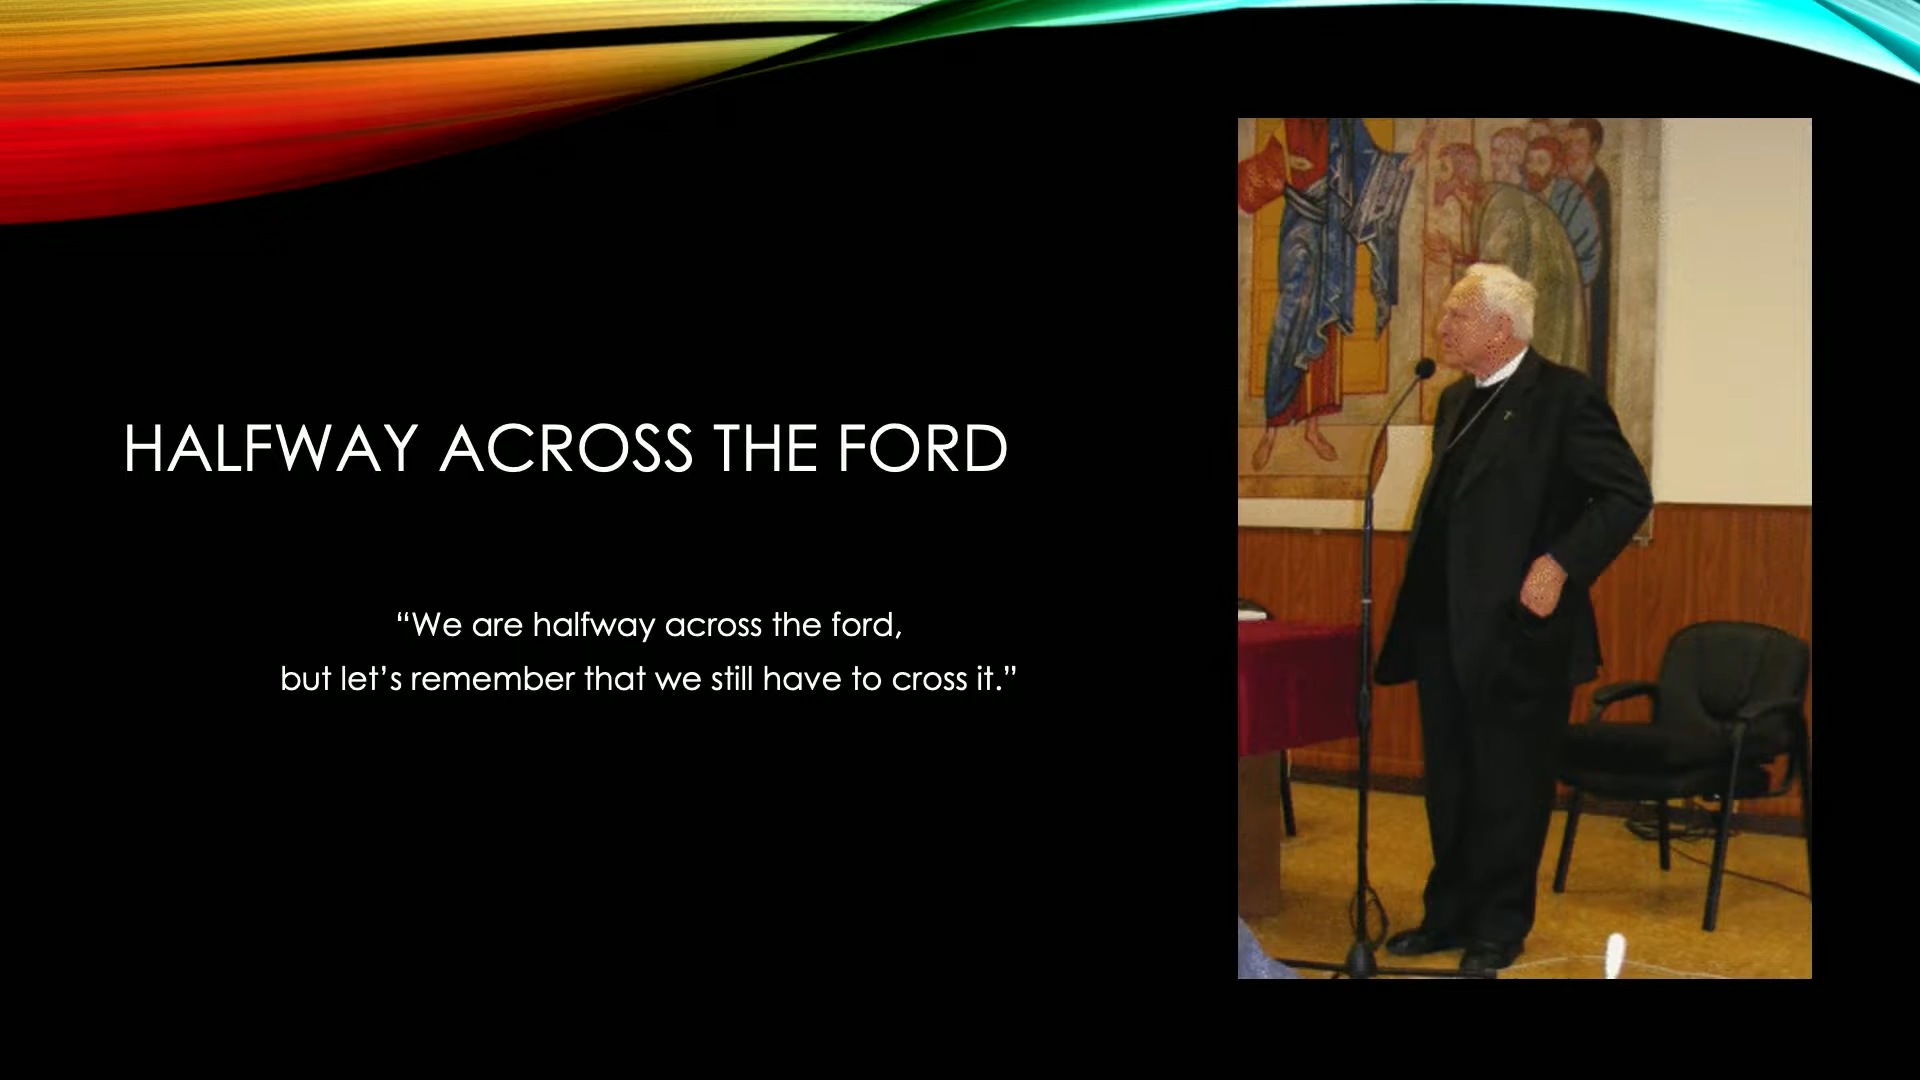 HALFWAY ACROSS THE FORD
“We are halfway across the ford,
but let’s remember that we still have to cross it.”